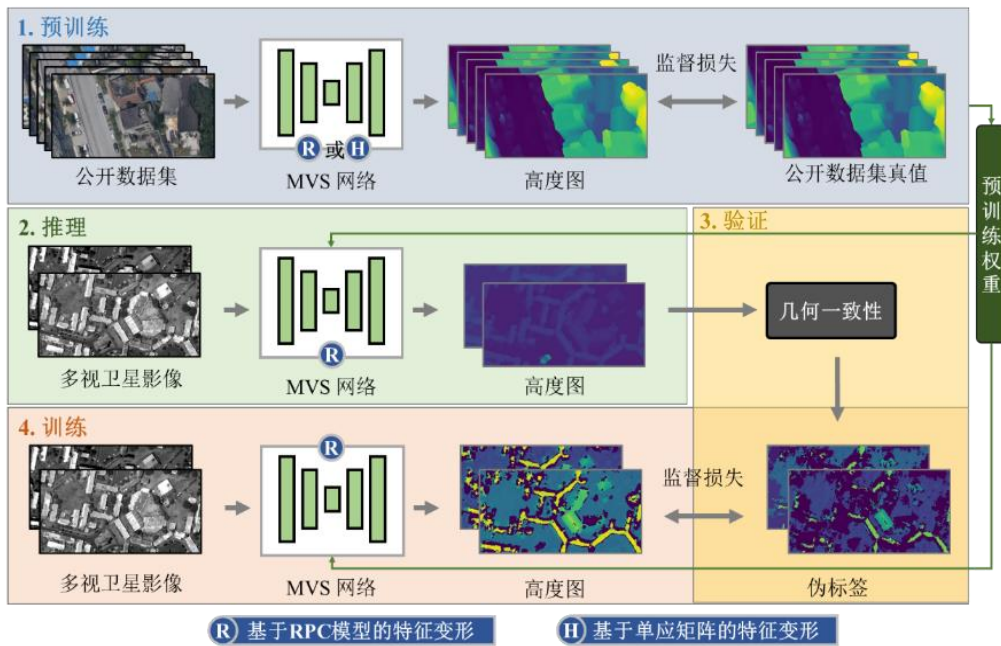 1. 预训练
监督损失
R 或 H
公开数据集
MVS 网络
高度图
公开数据集真值
预训练权重
2. 推理
3. 验证
几何一致性
R
多视卫星影像
MVS 网络
高度图
4. 训练
R
监督损失
多视卫星影像
MVS 网络
高度图
伪标签
R 基于RPC模型的特征变形
H 基于单应矩阵的特征变形